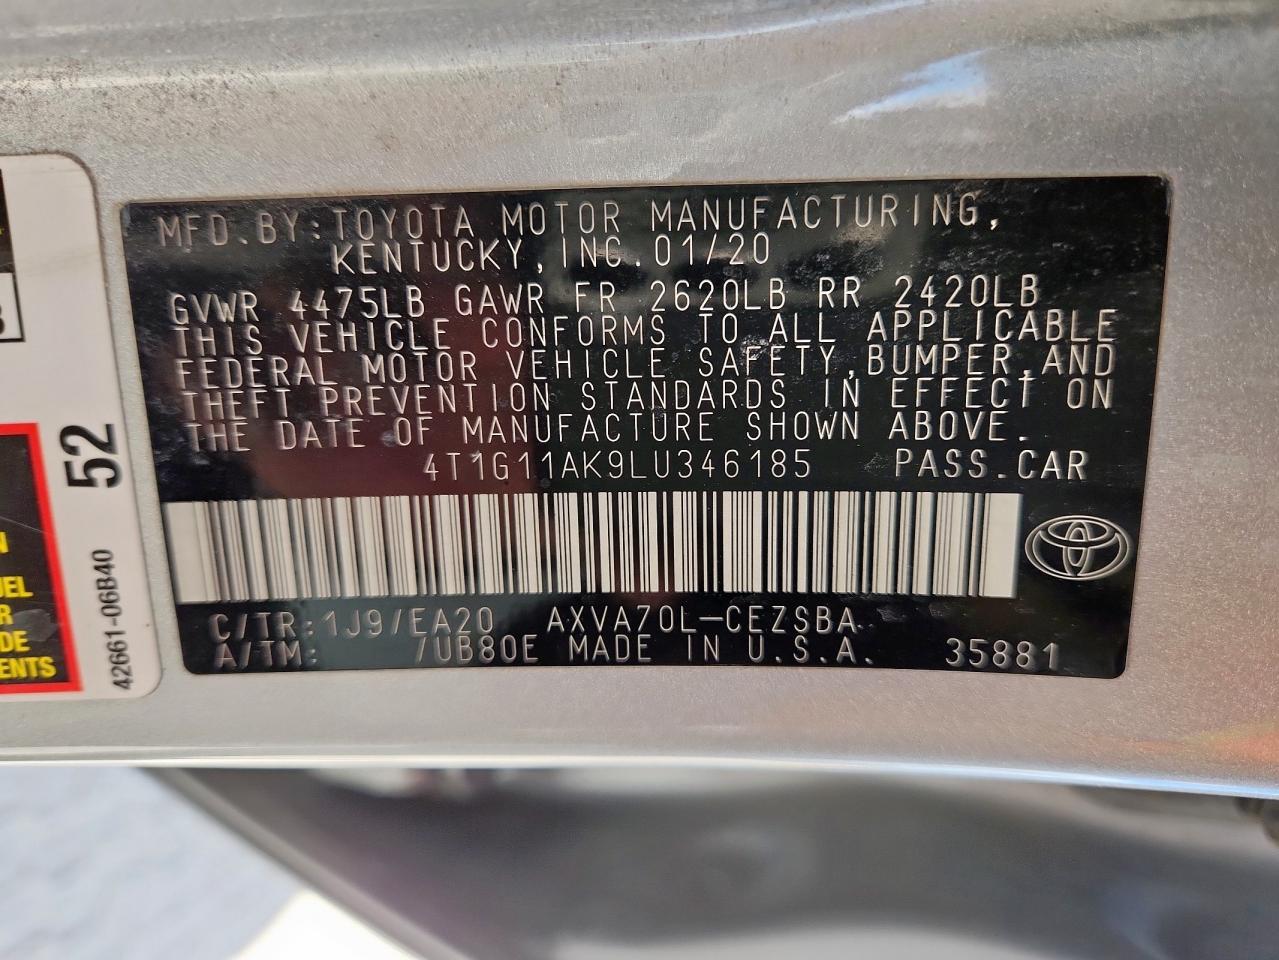 MFD.BY:TOYOTA MOTOR MANUFACTURING,
KENTUCKY,INC.01/20
GVWR 4475LB GAWR FR 2620LB RR 2420LB
THIS VEHICLE CONFORMS TO ALL APPLICABLE
FEDERAL MOTOR VEHICLE SAFETY,BUMPER,AND
THEFT PREVENTION STANDARDS IN EFFECT ON
THE DATE OF MANUFACTURE SHOWN ABOVE.
4T1G11AK9LU346185 PASS.CAR
C/TR:1J9/EA20 AXVA70L-CEZSBA
A/TM: /UB80E MADE IN U.S.A. 35881
52
42661-06B40